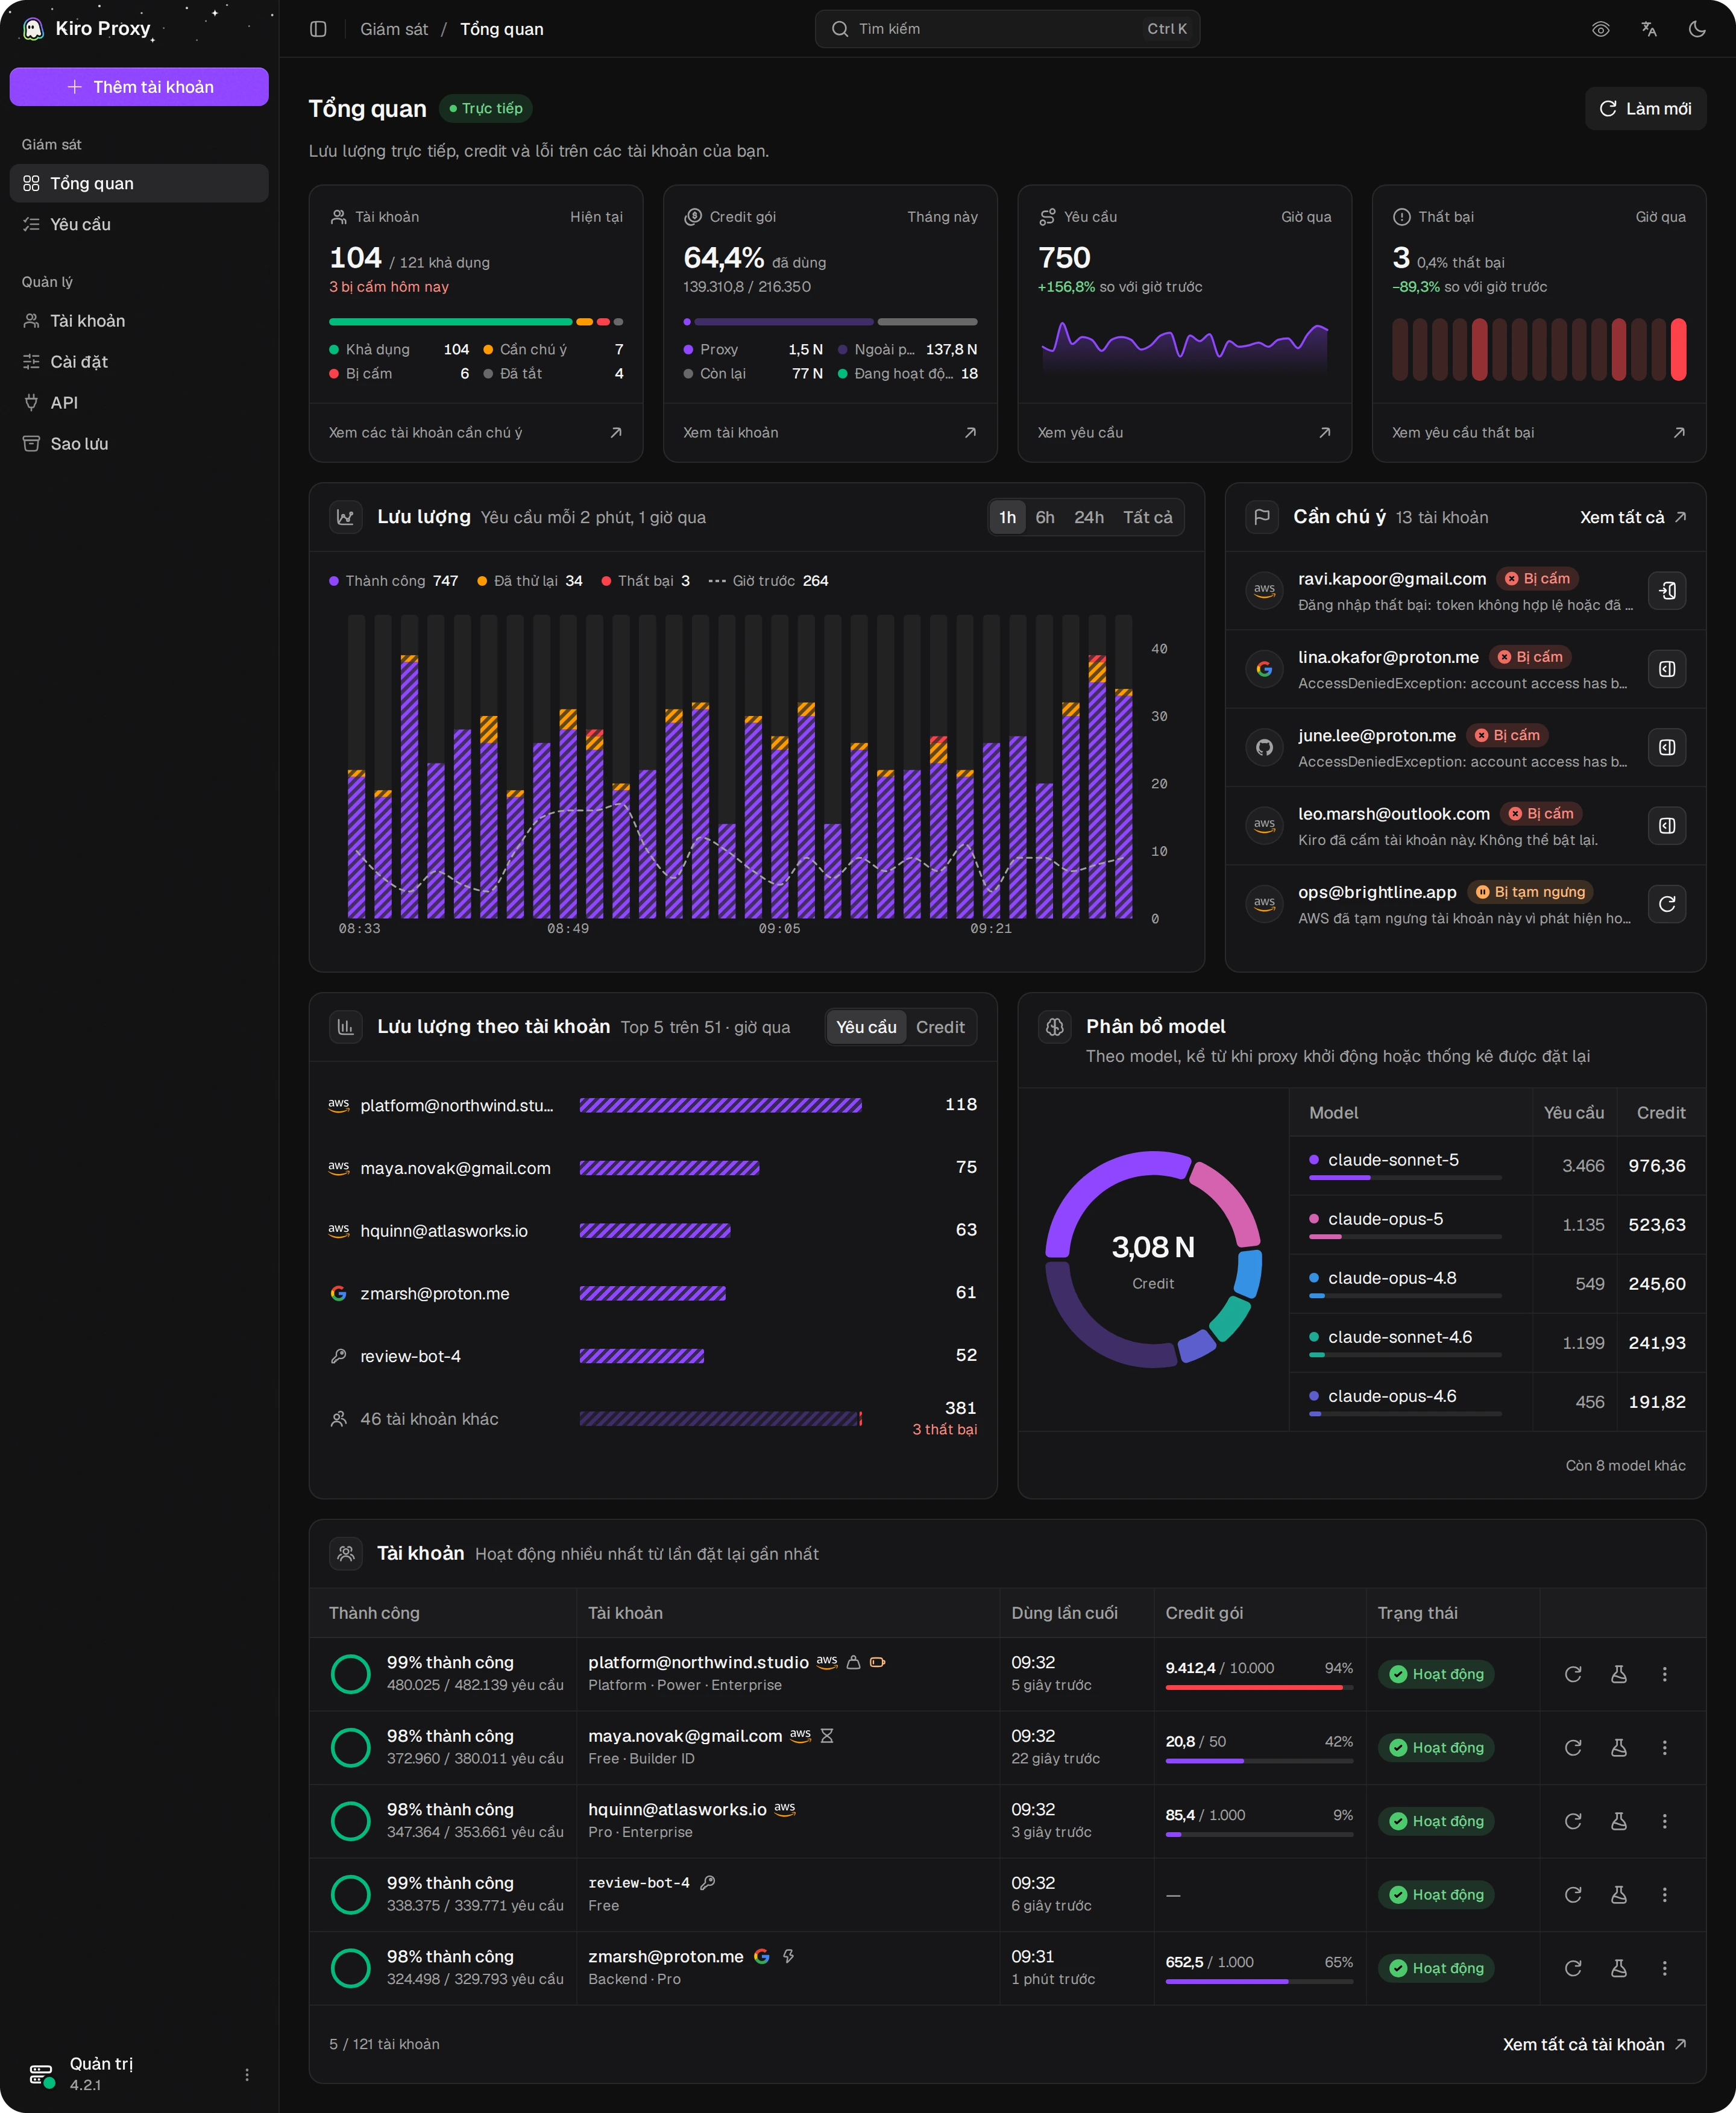 Kiro Proxy
Thêm tài khoản
Giám sát
Tổng quan
Yêu cầu
Quản lý
Tài khoản
Cài đặt
API
Sao lưu
Quản trị
4.2.1
Giám sát / Tổng quan
Tìm kiếm Ctrl K
Tổng quan Trực tiếp
Làm mới
Lưu lượng trực tiếp, credit và lỗi trên các tài khoản của bạn.
Tài khoản Hiện tại
104 / 121 khả dụng
3 bị cấm hôm nay
Khả dụng 104 Cần chú ý 7
Bị cấm 6 Đã tắt 4
Xem các tài khoản cần chú ý
Credit gói Tháng này
64,4% đã dùng
139.310,8 / 216.350
Proxy 1,5 N Ngoài p... 137,8 N
Còn lại 77 N Đang hoạt độ... 18
Xem tài khoản
Yêu cầu Giờ qua
750
+156,8% so với giờ trước
Xem yêu cầu
Thất bại Giờ qua
3 0,4% thất bại
−89,3% so với giờ trước
Xem yêu cầu thất bại
Lưu lượng Yêu cầu mỗi 2 phút, 1 giờ qua
1h 6h 24h Tất cả
Thành công 747 Đã thử lại 34 Thất bại 3 Giờ trước 264
40
30
20
10
0
08:33 08:49 09:05 09:21
Cần chú ý 13 tài khoản Xem tất cả
aws ravi.kapoor@gmail.com Bị cấm
Đăng nhập thất bại: token không hợp lệ hoặc đã ...
lina.okafor@proton.me Bị cấm
AccessDeniedException: account access has b...
june.lee@proton.me Bị cấm
AccessDeniedException: account access has b...
aws leo.marsh@outlook.com Bị cấm
Kiro đã cấm tài khoản này. Không thể bật lại.
aws ops@brightline.app Bị tạm ngưng
AWS đã tạm ngưng tài khoản này vì phát hiện ho...
Lưu lượng theo tài khoản Top 5 trên 51 · giờ qua
Yêu cầu Credit
aws platform@northwind.stu... 118
aws maya.novak@gmail.com 75
aws hquinn@atlasworks.io 63
zmarsh@proton.me 61
review-bot-4 52
46 tài khoản khác 381
3 thất bại
Phân bổ model
Theo model, kể từ khi proxy khởi động hoặc thống kê được đặt lại
3,08 N
Credit
Model Yêu cầu Credit
claude-sonnet-5 3.466 976,36
claude-opus-5 1.135 523,63
claude-opus-4.8 549 245,60
claude-sonnet-4.6 1.199 241,93
claude-opus-4.6 456 191,82
Còn 8 model khác
Tài khoản Hoạt động nhiều nhất từ lần đặt lại gần nhất
Thành công Tài khoản Dùng lần cuối Credit gói Trạng thái
99% thành công platform@northwind.studio aws 09:32 9.412,4 / 10.000 94% Hoạt động
480.025 / 482.139 yêu cầu Platform · Power · Enterprise 5 giây trước
98% thành công maya.novak@gmail.com aws 09:32 20,8 / 50 42% Hoạt động
372.960 / 380.011 yêu cầu Free · Builder ID 22 giây trước
98% thành công hquinn@atlasworks.io aws 09:32 85,4 / 1.000 9% Hoạt động
347.364 / 353.661 yêu cầu Pro · Enterprise 3 giây trước
99% thành công review-bot-4 09:32 — Hoạt động
338.375 / 339.771 yêu cầu Free 6 giây trước
98% thành công zmarsh@proton.me 09:31 652,5 / 1.000 65% Hoạt động
324.498 / 329.793 yêu cầu Backend · Pro 1 phút trước
5 / 121 tài khoản Xem tất cả tài khoản